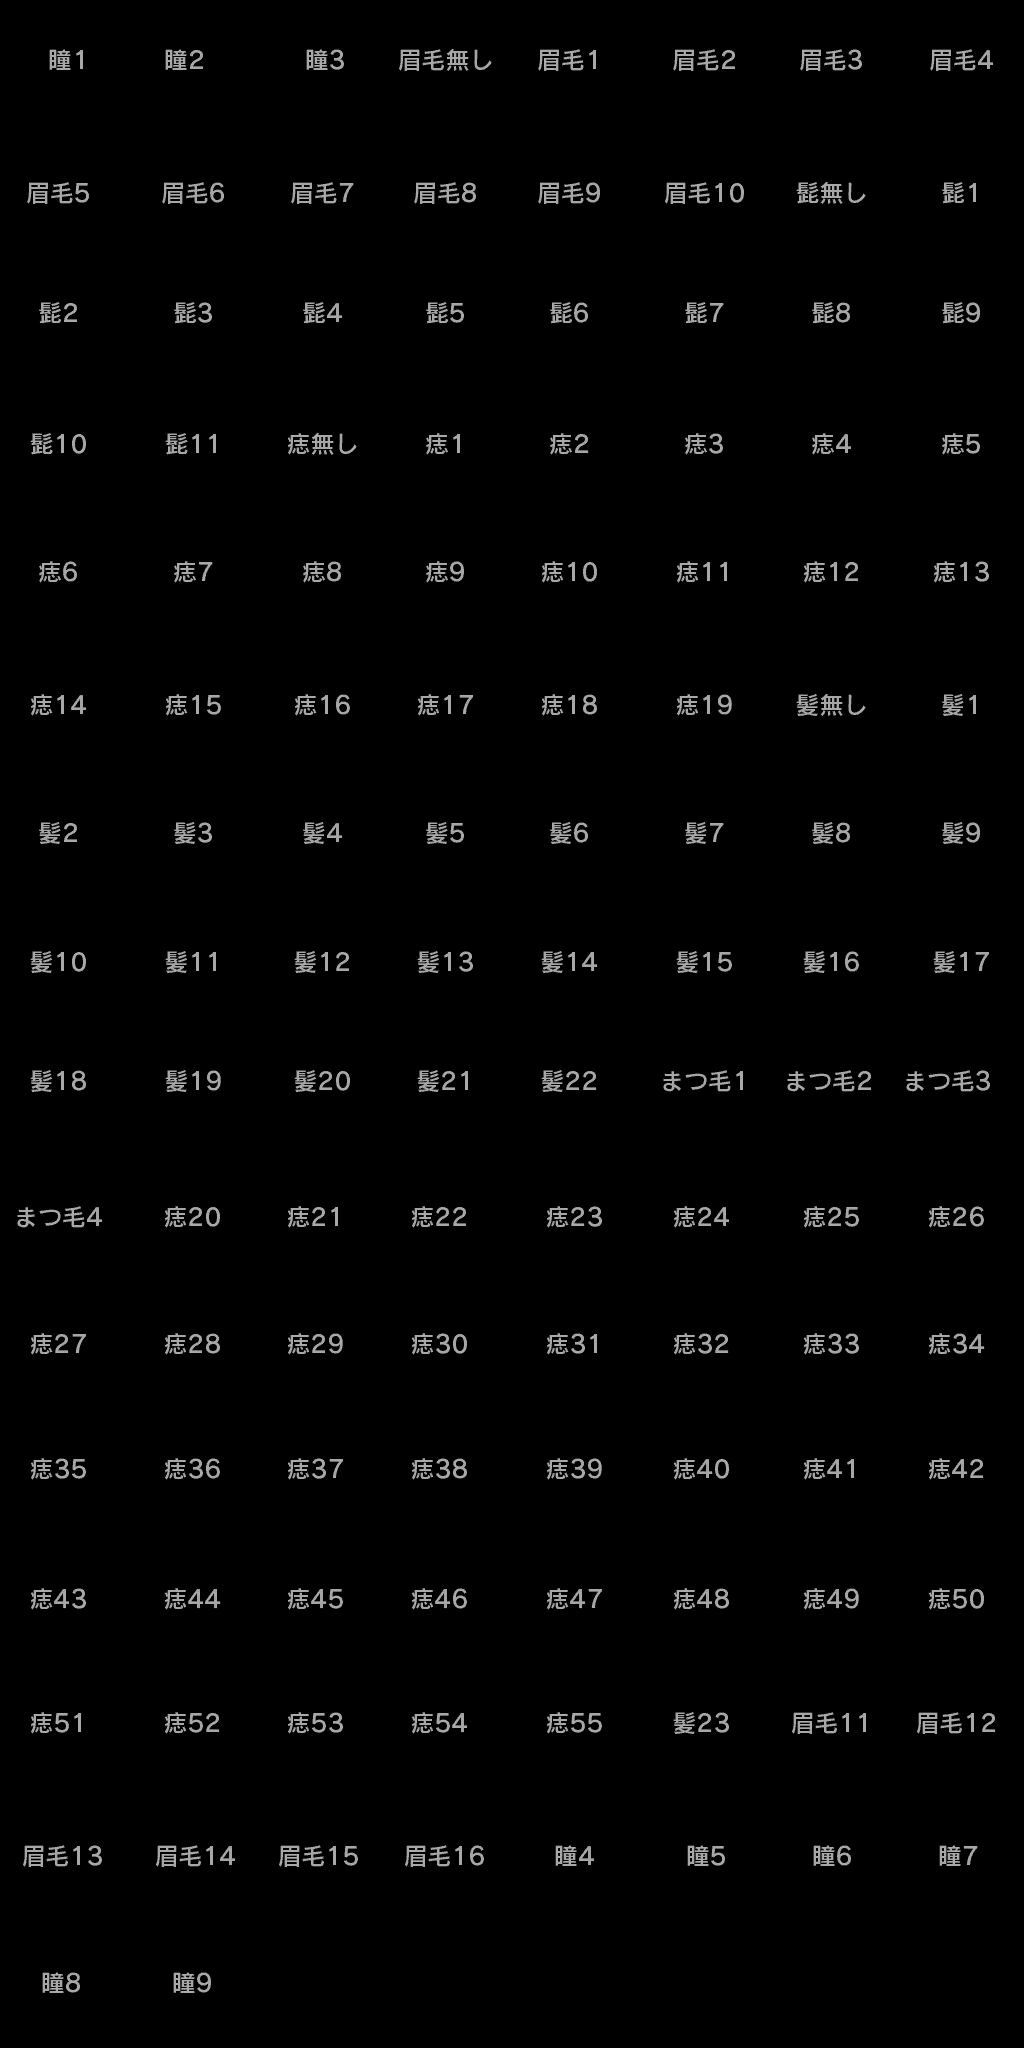 瞳1 瞳2 瞳3 眉毛無し 眉毛1 眉毛2 眉毛3 眉毛4
眉毛5 眉毛6 眉毛7 眉毛8 眉毛9 眉毛10 髭無し 髭1
髭2 髭3 髭4 髭5 髭6 髭7 髭8 髭9
髭10 髭11 痣無し 痣1 痣2 痣3 痣4 痣5
痣6 痣7 痣8 痣9 痣10 痣11 痣12 痣13
痣14 痣15 痣16 痣17 痣18 痣19 髪無し 髪1
髪2 髪3 髪4 髪5 髪6 髪7 髪8 髪9
髪10 髪11 髪12 髪13 髪14 髪15 髪16 髪17
髪18 髪19 髪20 髪21 髪22 まつ毛1 まつ毛2 まつ毛3
まつ毛4 痣20 痣21 痣22 痣23 痣24 痣25 痣26
痣27 痣28 痣29 痣30 痣31 痣32 痣33 痣34
痣35 痣36 痣37 痣38 痣39 痣40 痣41 痣42
痣43 痣44 痣45 痣46 痣47 痣48 痣49 痣50
痣51 痣52 痣53 痣54 痣55 髪23 眉毛11 眉毛12
眉毛13 眉毛14 眉毛15 眉毛16 瞳4 瞳5 瞳6 瞳7
瞳8 瞳9